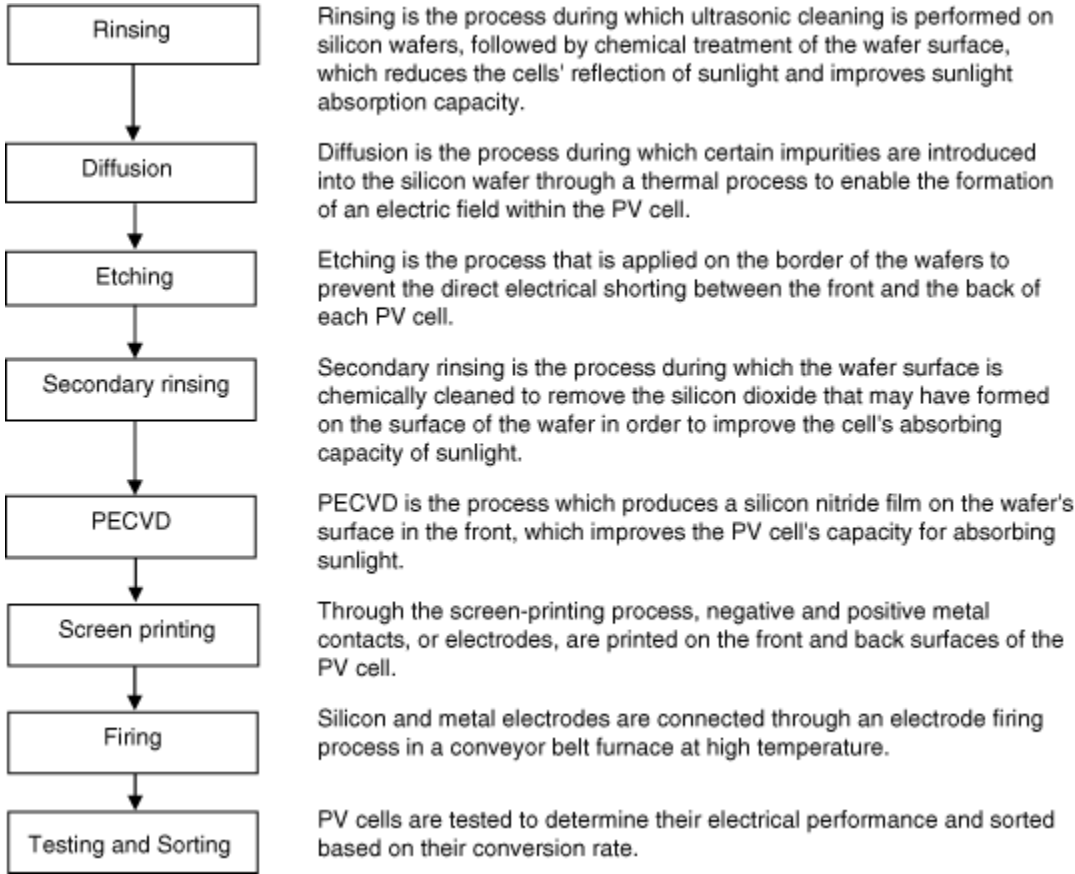 Rinsing
Rinsing is the process during which ultrasonic cleaning is performed on
silicon wafers, followed by chemical treatment of the wafer surface,
which reduces the cells' reflection of sunlight and improves sunlight
absorption capacity.
Diffusion
Diffusion is the process during which certain impurities are introduced
into the silicon wafer through a thermal process to enable the formation
of an electric field within the PV cell.
Etching
Etching is the process that is applied on the border of the wafers to
prevent the direct electrical shorting between the front and the back of
each PV cell.
Secondary rinsing
Secondary rinsing is the process during which the wafer surface is
chemically cleaned to remove the silicon dioxide that may have formed
on the surface of the wafer in order to improve the cell's absorbing
capacity of sunlight.
PECVD
PECVD is the process which produces a silicon nitride film on the wafer's
surface in the front, which improves the PV cell's capacity for absorbing
sunlight.
Screen printing
Through the screen-printing process, negative and positive metal
contacts, or electrodes, are printed on the front and back surfaces of the
PV cell.
Firing
Silicon and metal electrodes are connected through an electrode firing
process in a conveyor belt furnace at high temperature.
Testing and Sorting
PV cells are tested to determine their electrical performance and sorted
based on their conversion rate.